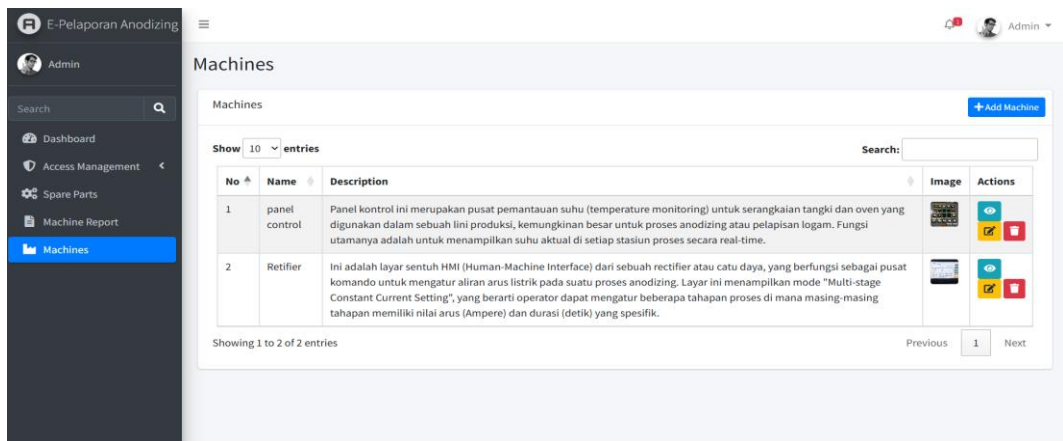 E-Pelaporan Anodizing
1
Admin
Admin
Search
Dashboard
Access Management
Spare Parts
Machine Report
Machines
Machines
Machines
+ Add Machine
Show 10 entries
Search:
No Name Description Image Actions
1 panel control Panel kontrol ini merupakan pusat pemantauan suhu (temperature monitoring) untuk serangkaian tangki dan oven yang
digunakan dalam sebuah lini produksi, kemungkinan besar untuk proses anodizing atau pelapisan logam. Fungsi
utamanya adalah untuk menampilkan suhu aktual di setiap stasiun proses secara real-time.
2 Retifier Ini adalah layar sentuh HMI (Human-Machine Interface) dari sebuah rectifier atau catu daya, yang berfungsi sebagai pusat
komando untuk mengatur aliran arus listrik pada suatu proses anodizing. Layar ini menampilkan mode "Multi-stage
Constant Current Setting", yang berarti operator dapat mengatur beberapa tahapan proses di mana masing-masing
tahapan memiliki nilai arus (Ampere) dan durasi (detik) yang spesifik.
Showing 1 to 2 of 2 entries
Previous 1 Next